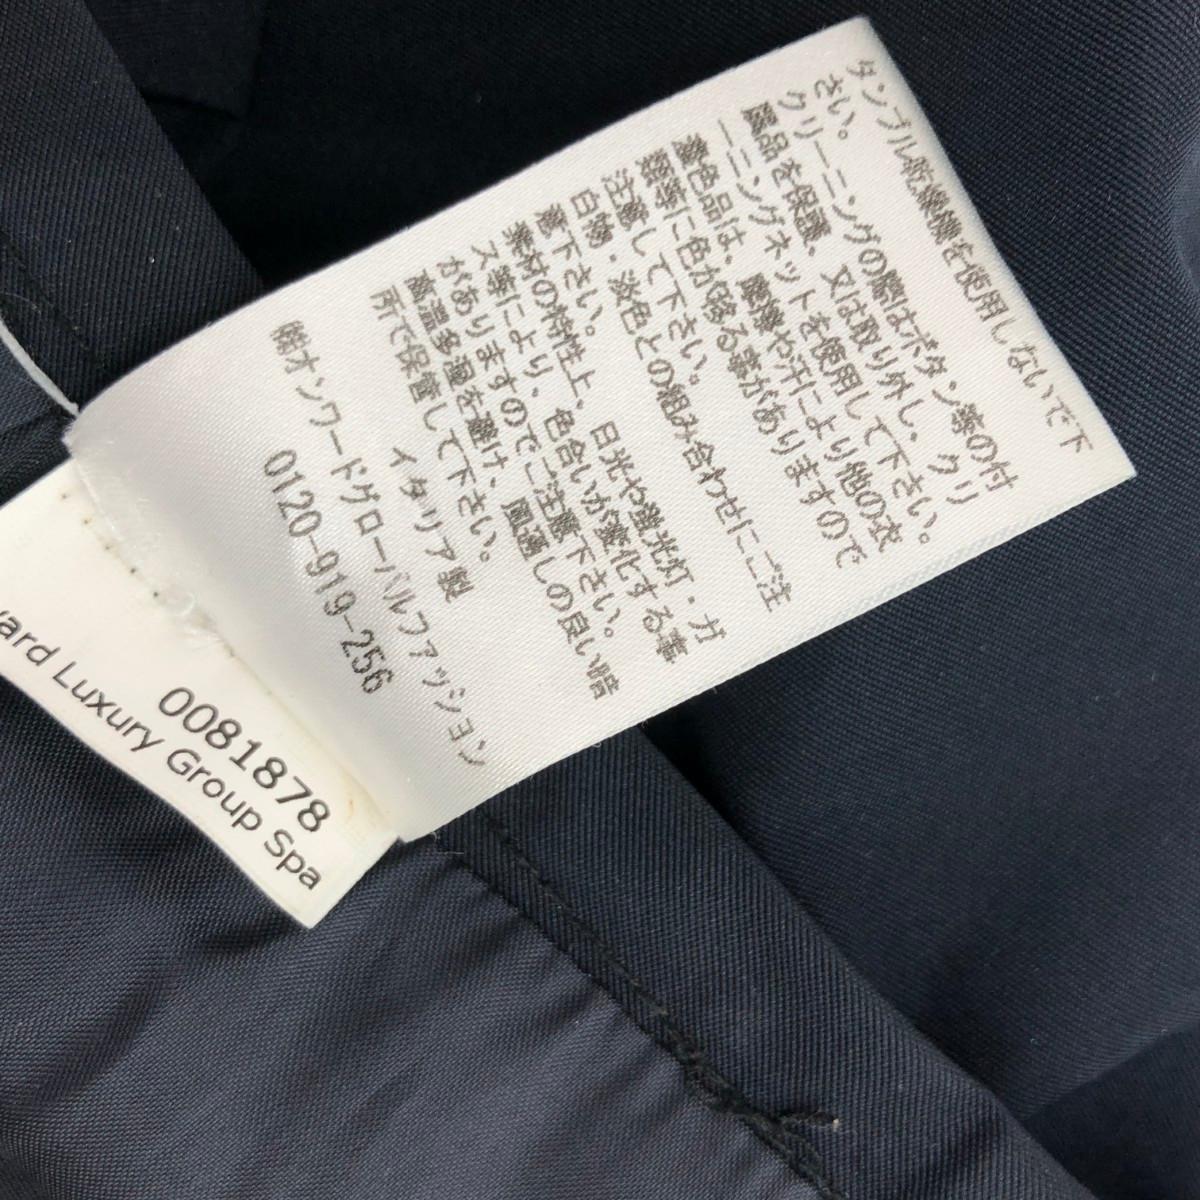 タンブル乾燥機を使用しないで下
さい。
クリーニングの際はボタン等の付
属品を保護、又は取り外し、クリ
ーニングネットを使用して下さい。
濃色品は、摩擦や汗により他の衣
類等に色が移る事がありますので
注意して下さい。
白物・淡色との組み合わせにご注
意下さい。
素材の特性上、日光や蛍光灯・ガ
ス等により、色合いが変化する事
がありますのでご注意下さい。
高温多湿を避け、風通しの良い暗
所で保管して下さい。
イタリア製
㈱オンワードグローバルファッション
0120-919-256
0081878
ward Luxury Group Spa